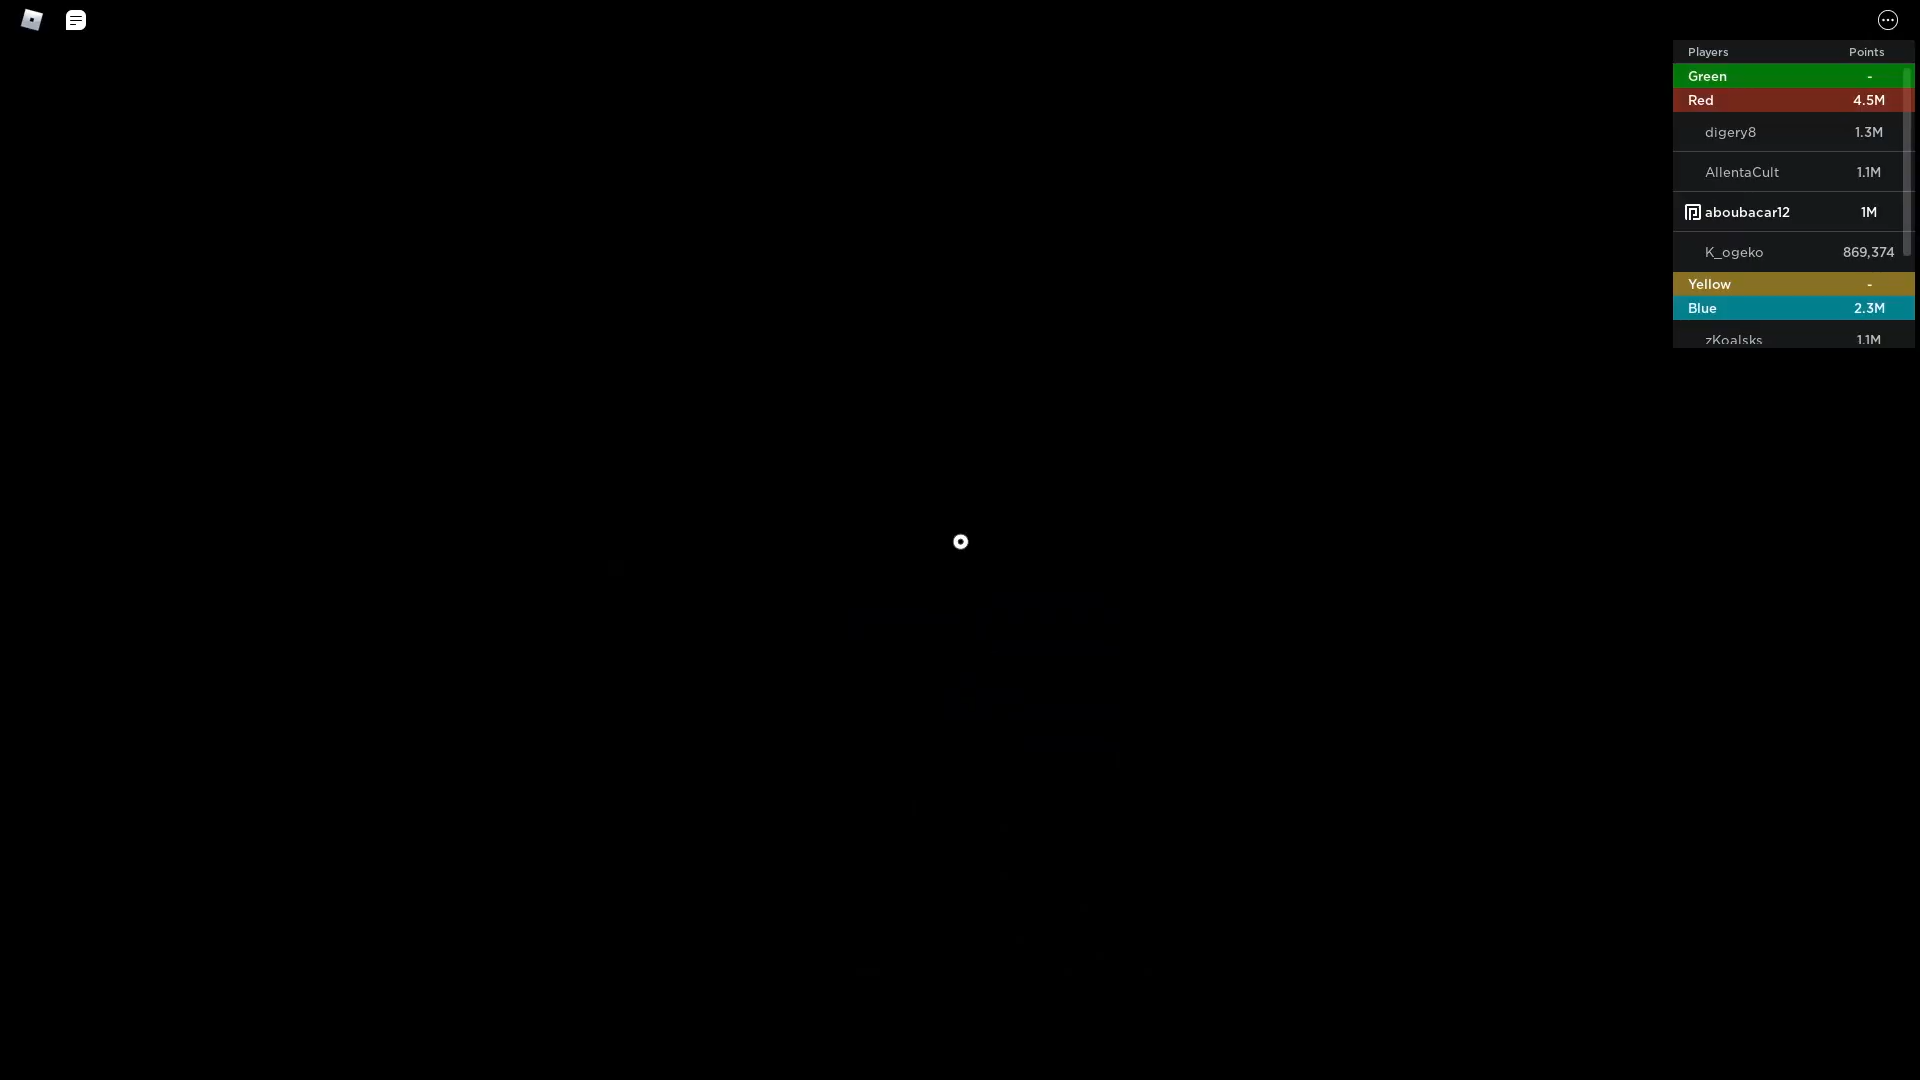 Players Points
Green -
Red 4.5M
digery8 1.3M
AllentaCult 1.1M
aboubacar12 1M
K_ogeko 869,374
Yellow -
Blue 2.3M
zKoalsks 1.1M